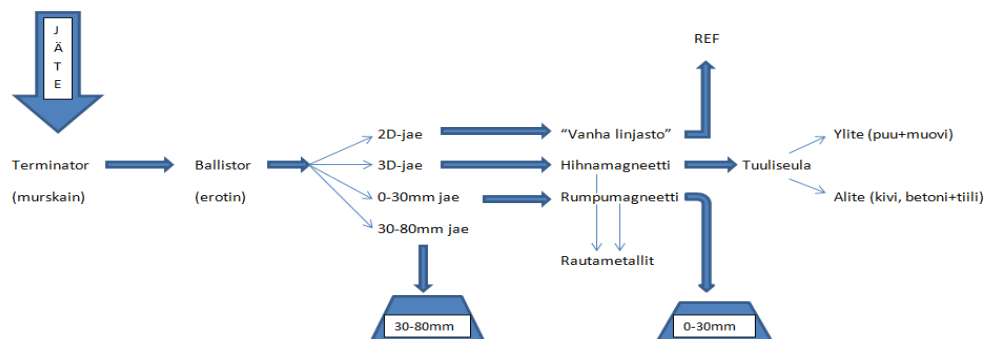 J
Ä
T
E
REF
2D-jae
"Vanha linjasto"
Ylite (puu+muovi)
Terminator
Ballistor
3D-jae
Hihnamagneetti
Tuuliseula
(murskain)
(erotin)
0-30mm jae
Rumpumagneetti
Alite (kivi, betoni+tiili)
30-80mm jae
Rautametallit
30-80mm
0-30mm